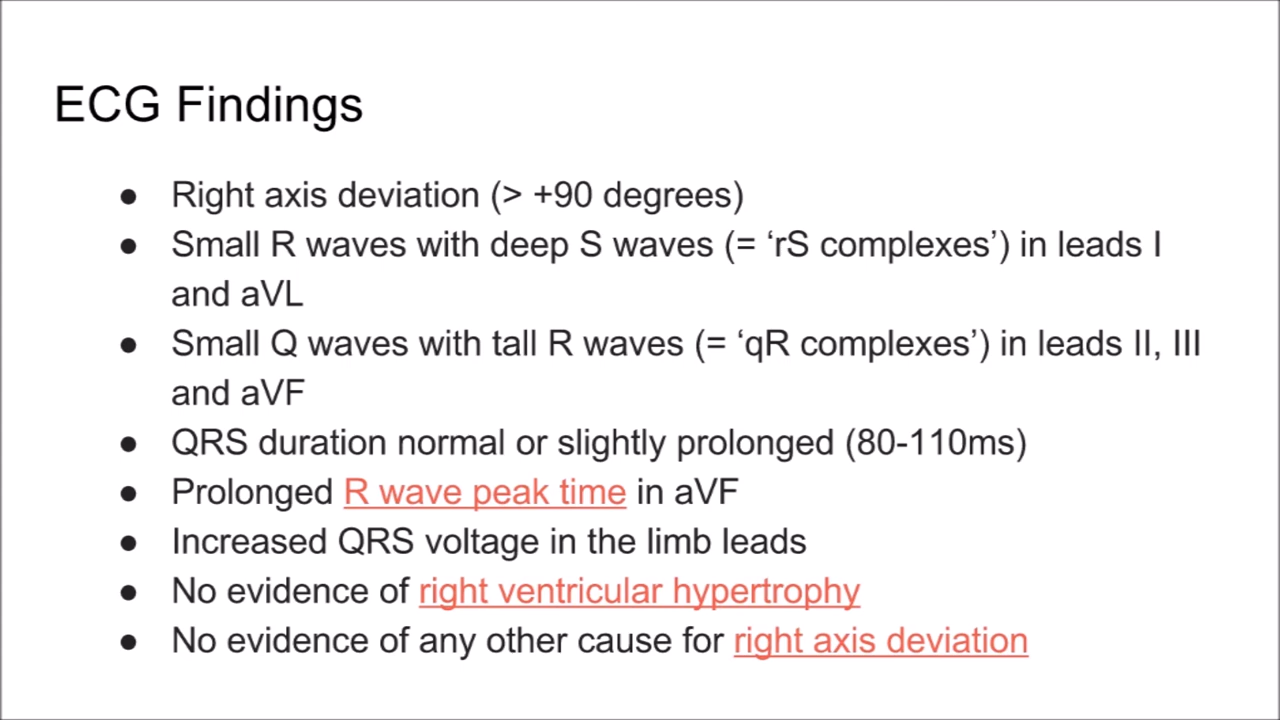 ECG Findings
● Right axis deviation (> +90 degrees)
● Small R waves with deep S waves (= ‘rS complexes’) in leads I
and aVL
● Small Q waves with tall R waves (= ‘qR complexes’) in leads II, III
and aVF
● QRS duration normal or slightly prolonged (80-110ms)
● Prolonged R wave peak time in aVF
● Increased QRS voltage in the limb leads
● No evidence of right ventricular hypertrophy
● No evidence of any other cause for right axis deviation